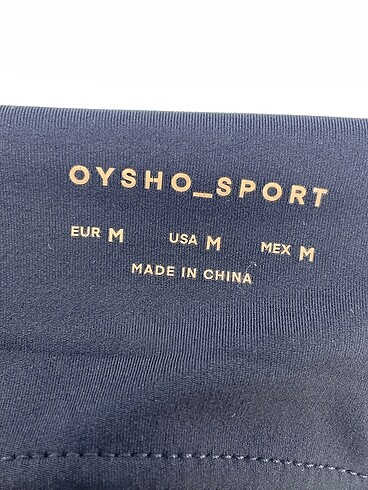 OYSHO_SPORT
EUR M USA M MEX M
MADE IN CHINA